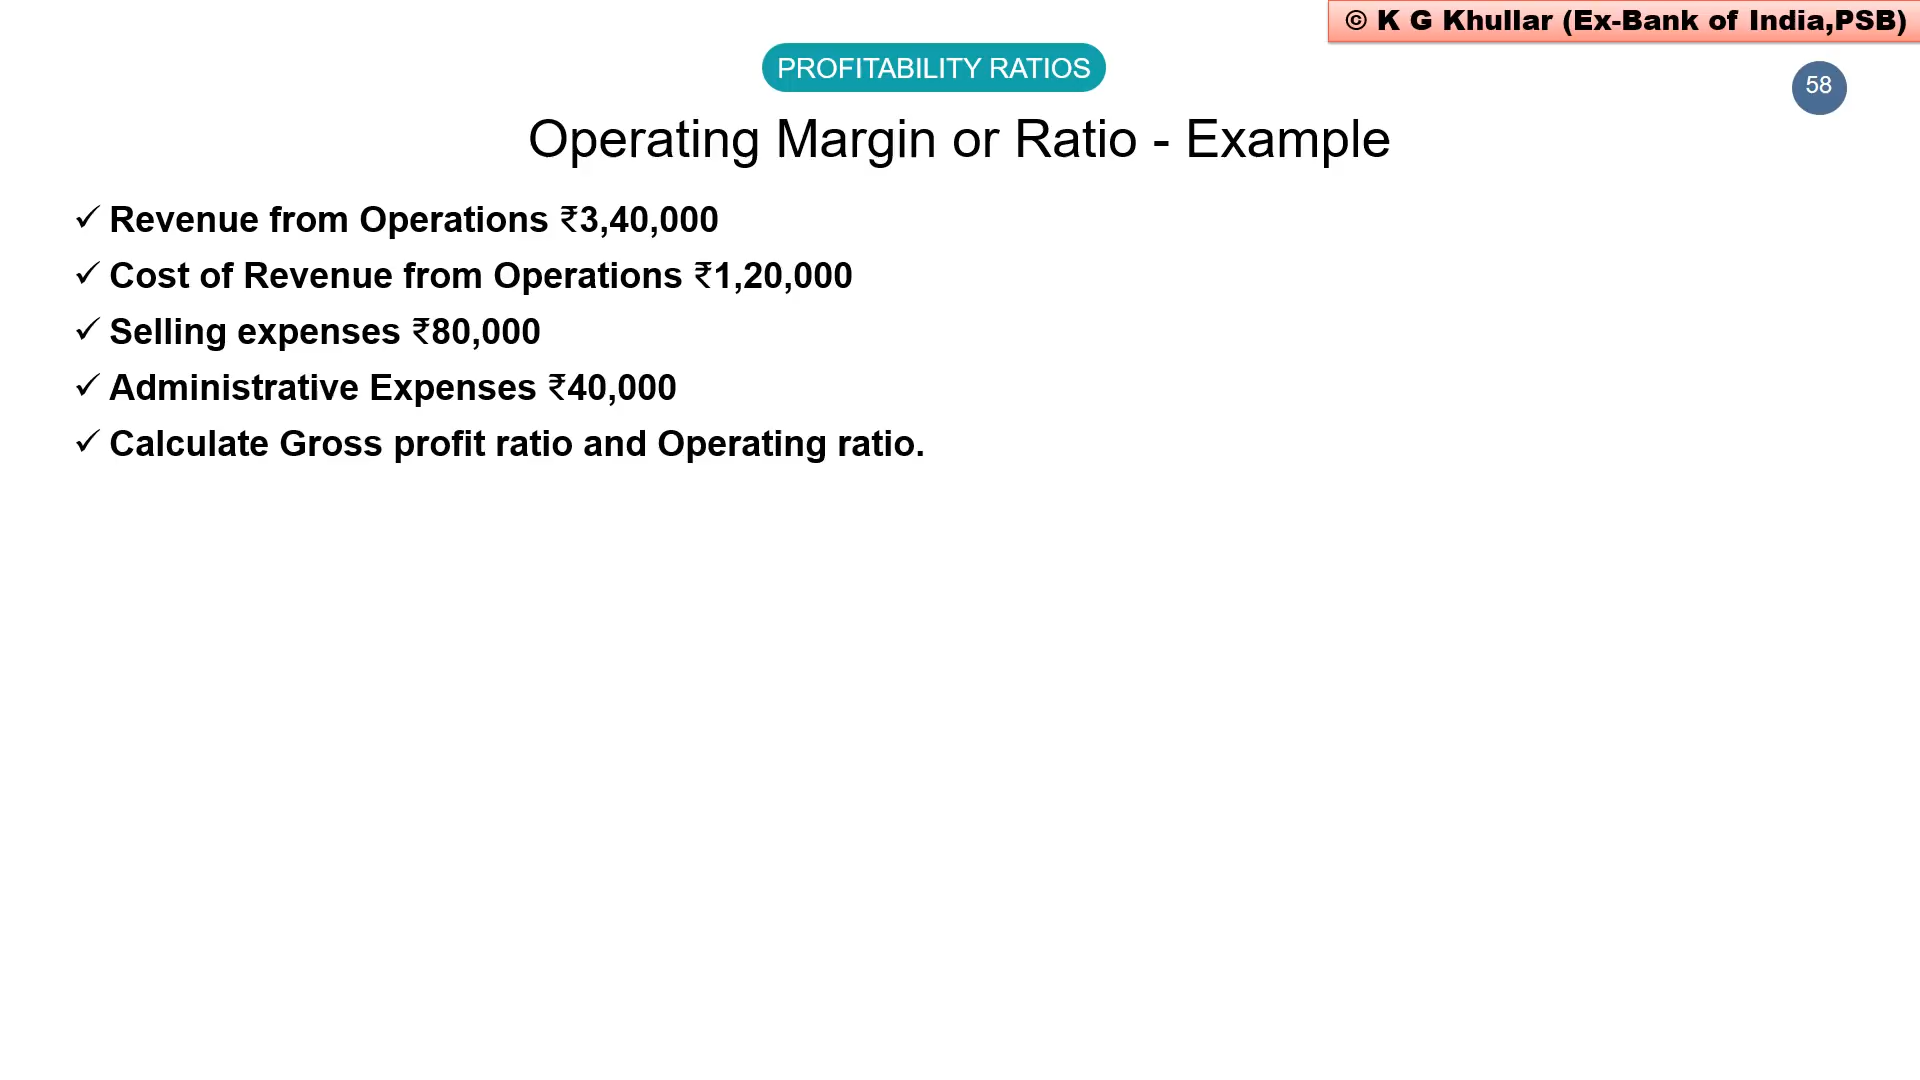 © K G Khullar (Ex-Bank of India,PSB)
PROFITABILITY RATIOS
58
Operating Margin or Ratio - Example
✓ Revenue from Operations ₹3,40,000
✓ Cost of Revenue from Operations ₹1,20,000
✓ Selling expenses ₹80,000
✓ Administrative Expenses ₹40,000
✓ Calculate Gross profit ratio and Operating ratio.